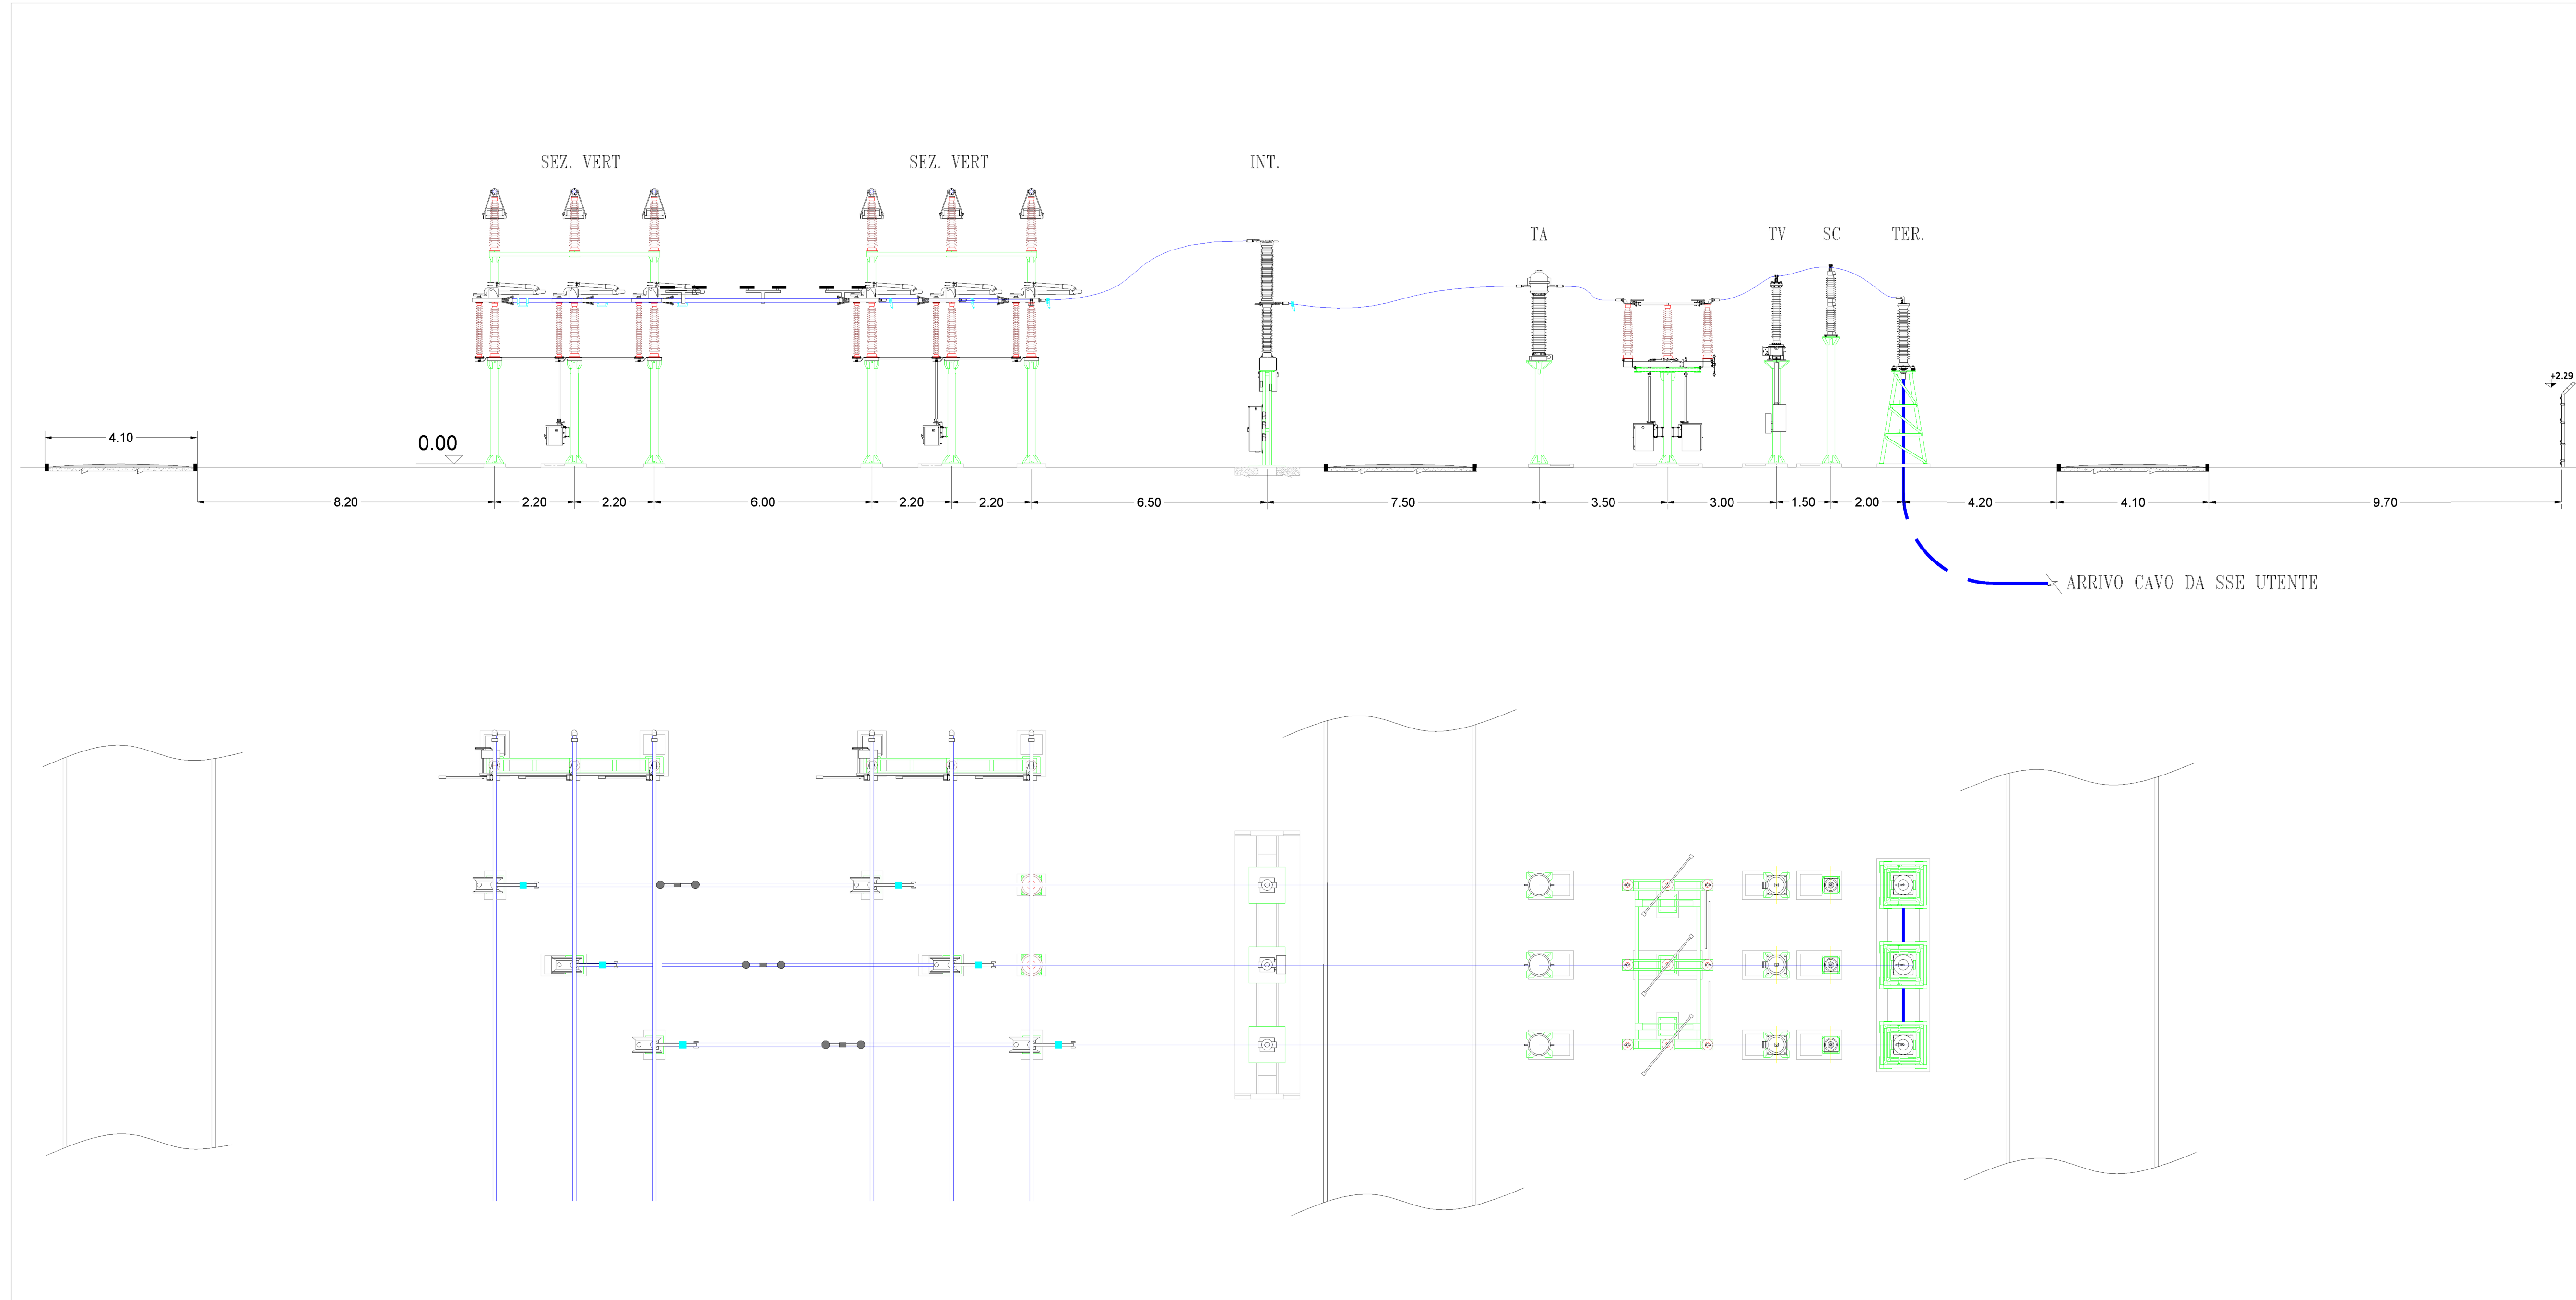 SEZ. VERT
SEZ. VERT
INT.
TA
TV
SC
TER.
+2.29
4.10
0.00
8.20
2.20
2.20
6.00
2.20
2.20
6.50
7.50
3.50
3.00
1.50
2.00
4.20
4.10
9.70
ARRIVO CAVO DA SSE UTENTE